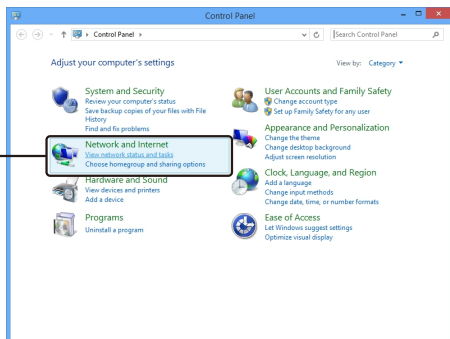 Control Panel
Control Panel
Search Control Panel
Adjust your computer's settings
View by: Category
System and Security
Review your computer's status
Save backup copies of your files with File
History
Find and fix problems
Network and Internet
View network status and tasks
Choose homegroup and sharing options
Hardware and Sound
View devices and printers
Add a device
Programs
Uninstall a program
User Accounts and Family Safety
Change account type
Set up Family Safety for any user
Appearance and Personalization
Change the theme
Change desktop background
Adjust screen resolution
Clock, Language, and Region
Add a language
Change input methods
Change date, time, or number formats
Ease of Access
Let Windows suggest settings
Optimize visual display